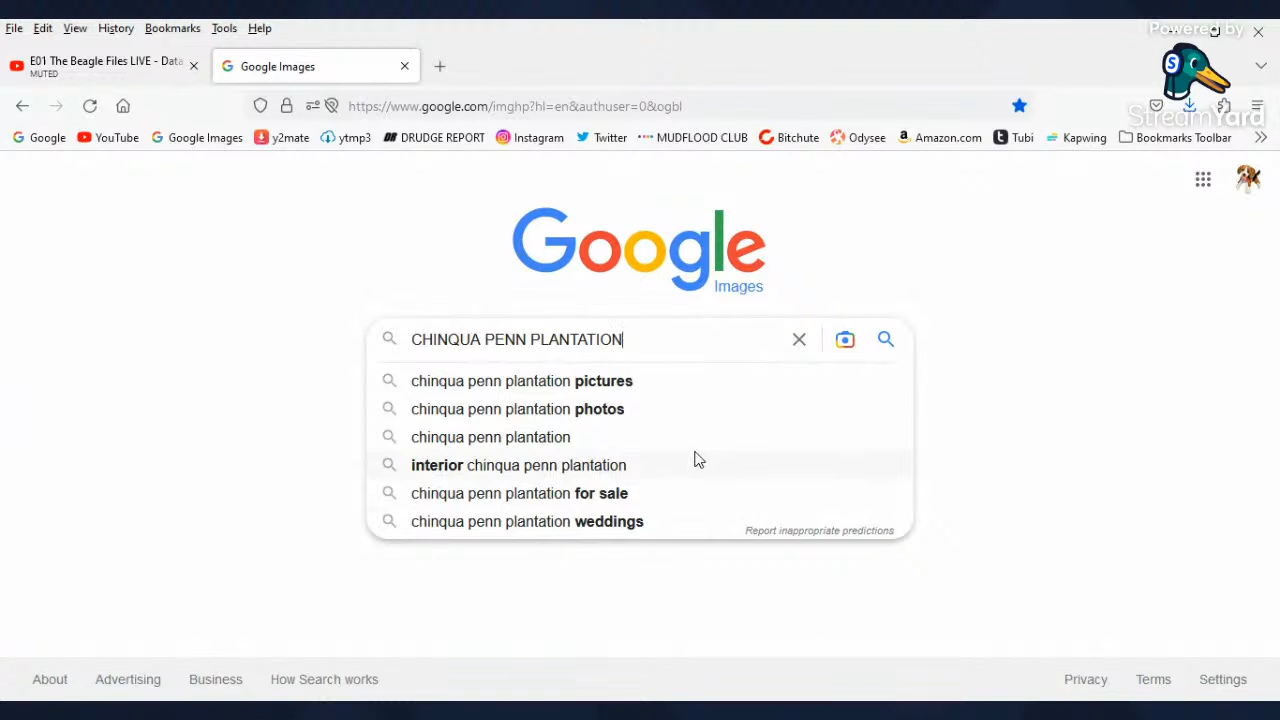 File Edit View History Bookmarks Tools Help
Powered by
E01 The Beagle Files LIVE - Data
MUTED
Google Images
https://www.google.com/imghp?hl=en&authuser=0&ogbl
S
StreamYard
Google YouTube Google Images y2mate ytmp3 DRUDGE REPORT Instagram Twitter MUDFLOOD CLUB Bitchute Odysee Amazon.com Tubi Kapwing Bookmarks Toolbar
Google
Images
CHINQUA PENN PLANTATION
chinqua penn plantation pictures
chinqua penn plantation photos
chinqua penn plantation
interior chinqua penn plantation
chinqua penn plantation for sale
chinqua penn plantation weddings
Report inappropriate predictions
About Advertising Business How Search works Privacy Terms Settings